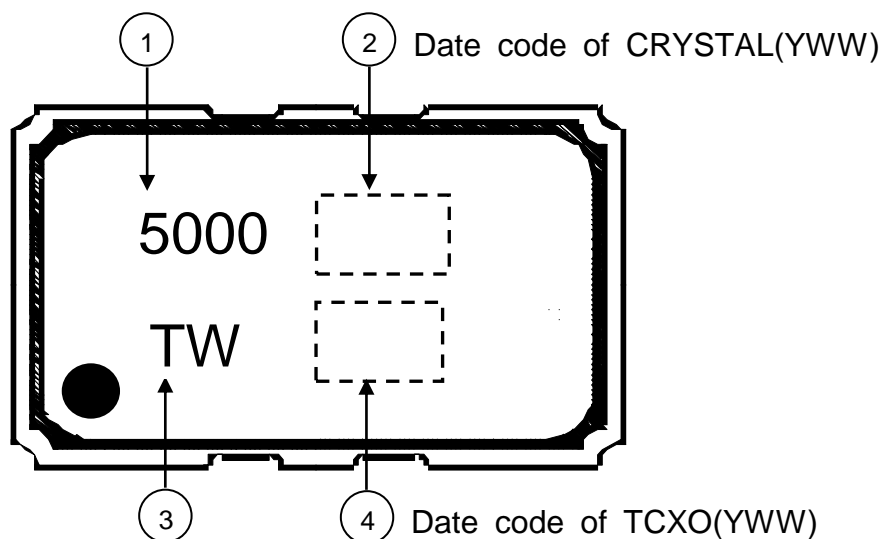 1
2 Date code of CRYSTAL(YWW)
5000
TW
3
4 Date code of TCXO(YWW)